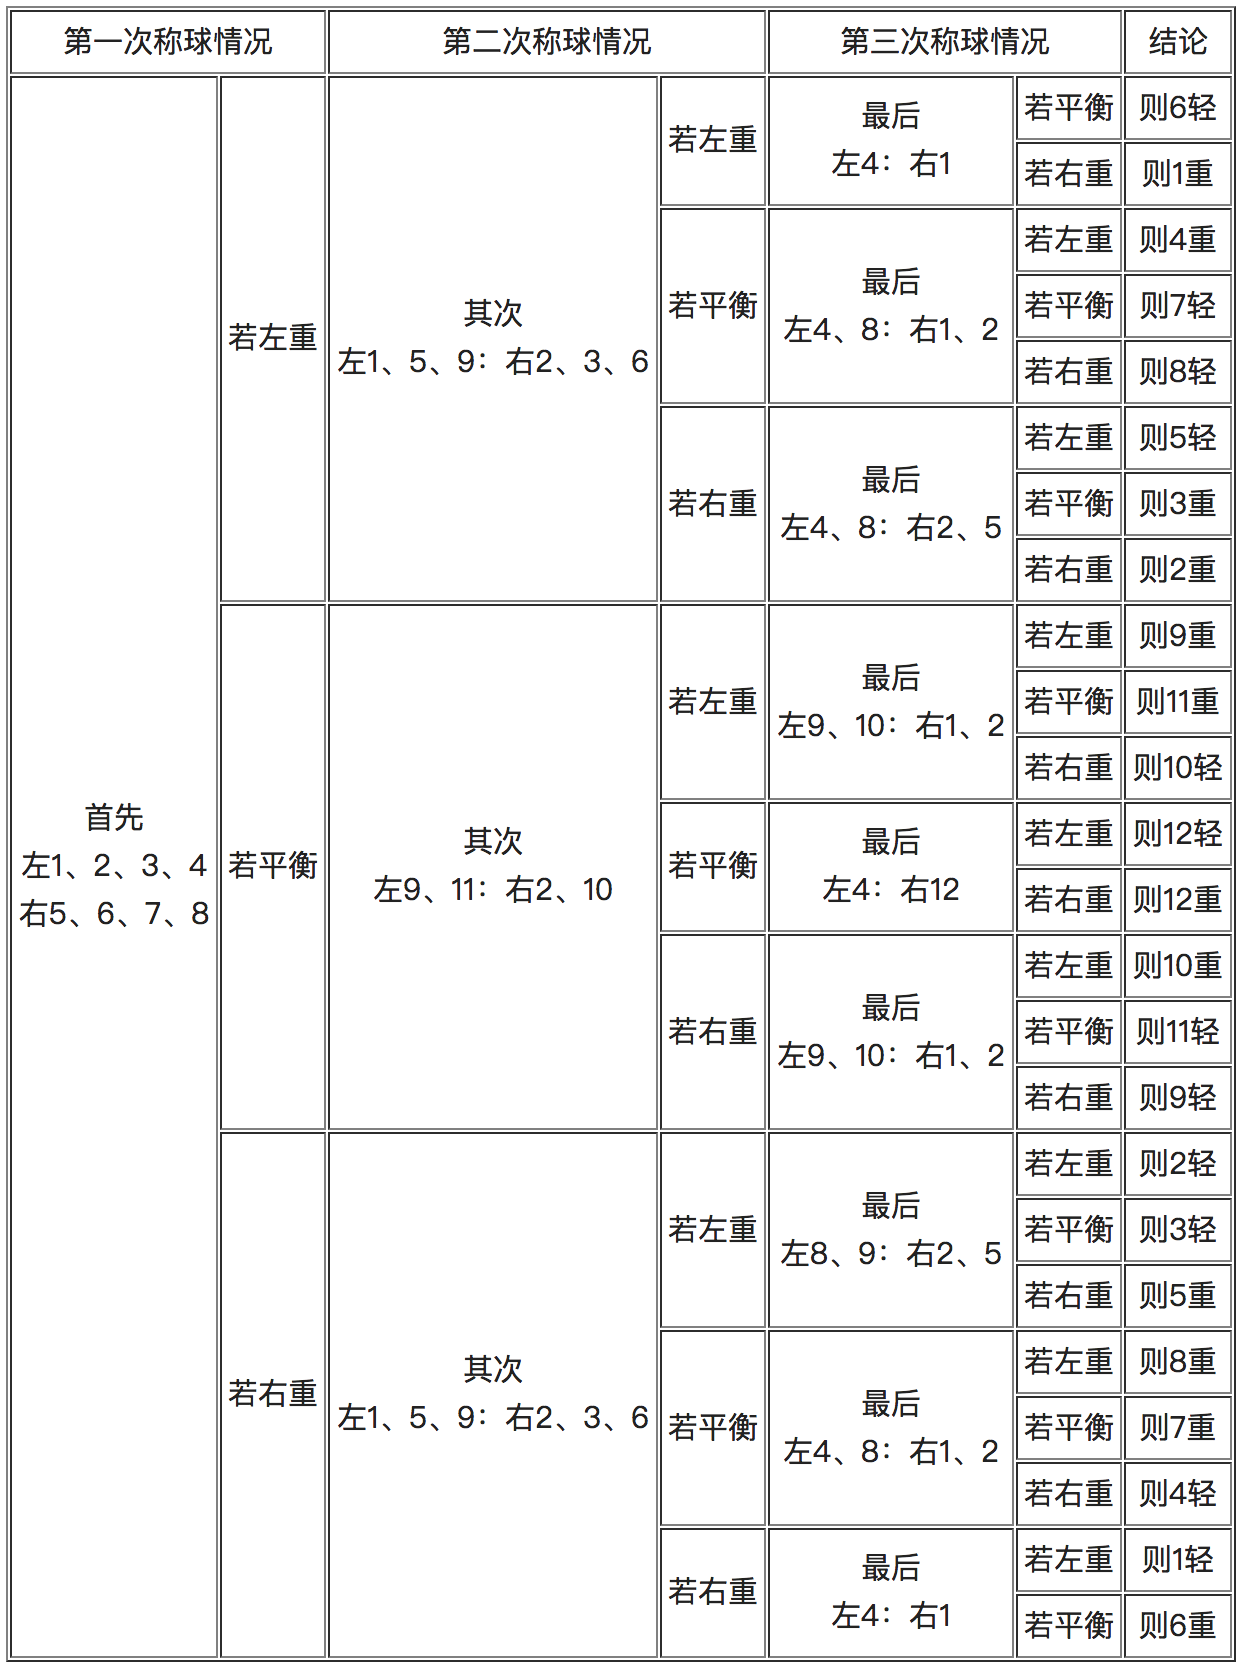 第一次称球情况
第二次称球情况
第三次称球情况
结论
首先
左1、2、3、4
右5、6、7、8
若左重
其次
左1、5、9：右2、3、6
若左重
最后
左4：右1
若平衡
则6轻
若右重
则1重
若平衡
最后
左4、8：右1、2
若左重
则4重
若平衡
则7轻
若右重
则8轻
若右重
最后
左4、8：右2、5
若左重
则5轻
若平衡
则3重
若右重
则2重
若平衡
其次
左9、11：右2、10
若左重
最后
左9、10：右1、2
若左重
则9重
若平衡
则11重
若右重
则10轻
若平衡
最后
左4：右12
若左重
则12轻
若右重
则12重
若右重
最后
左9、10：右1、2
若左重
则10重
若平衡
则11轻
若右重
则9轻
若右重
其次
左1、5、9：右2、3、6
若左重
最后
左8、9：右2、5
若左重
则2轻
若平衡
则3轻
若右重
则5重
若平衡
最后
左4、8：右1、2
若左重
则8重
若平衡
则7重
若右重
则4轻
若右重
最后
左4：右1
若左重
则1轻
若平衡
则6重